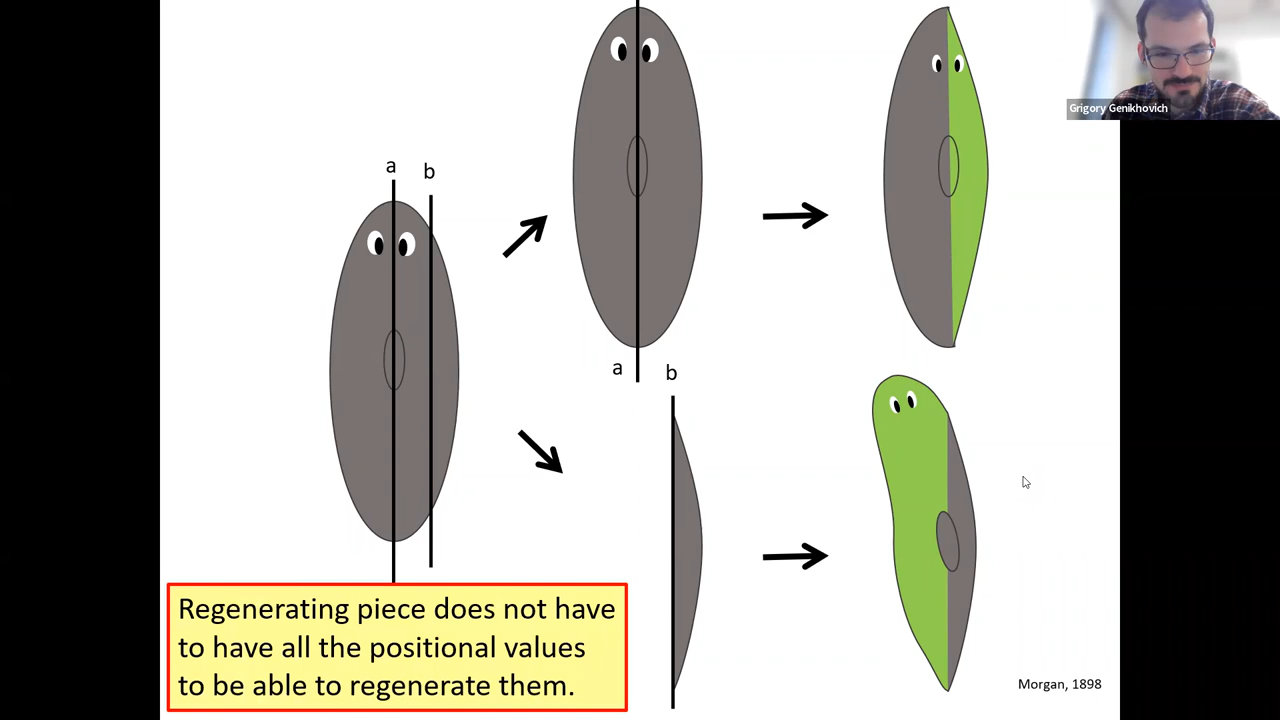 Grigory Genikhovich
a
b
a
b
Regenerating piece does not have
to have all the positional values
to be able to regenerate them.
Morgan, 1898